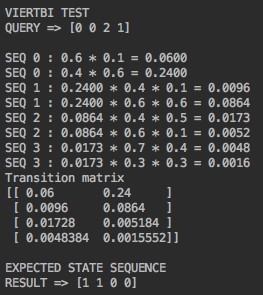 VIERTBI TEST
QUERY => [0 0 2 1]
SEQ 0 : 0.6 * 0.1 = 0.0600
SEQ 0 : 0.4 * 0.6 = 0.2400
SEQ 1 : 0.2400 * 0.4 * 0.1 = 0.0096
SEQ 1 : 0.2400 * 0.6 * 0.6 = 0.0864
SEQ 2 : 0.0864 * 0.4 * 0.5 = 0.0173
SEQ 2 : 0.0864 * 0.6 * 0.1 = 0.0052
SEQ 3 : 0.0173 * 0.7 * 0.4 = 0.0048
SEQ 3 : 0.0173 * 0.3 * 0.3 = 0.0016
Transition matrix
[[ 0.06 0.24 ]
[ 0.0096 0.0864 ]
[ 0.01728 0.005184 ]
[ 0.0048384 0.0015552]]
EXPECTED STATE SEQUENCE
RESULT => [1 1 0 0]